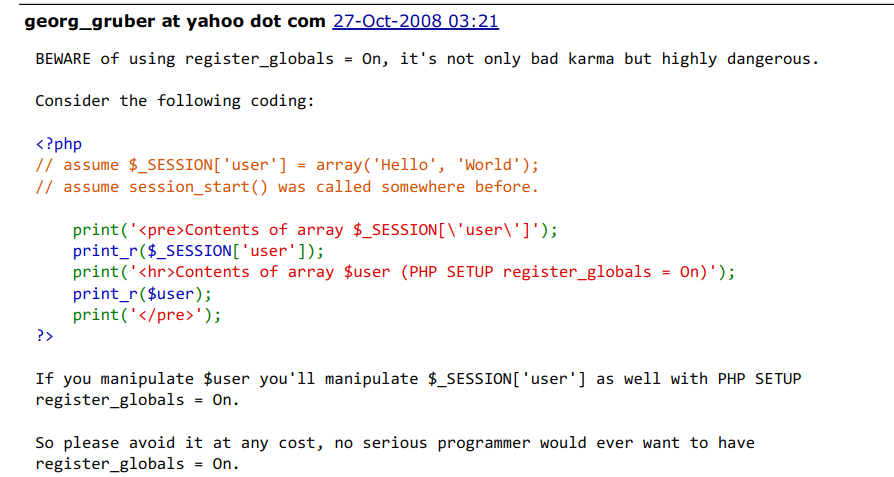 georg_gruber at yahoo dot com 27-Oct-2008 03:21
BEWARE of using register_globals = On, it's not only bad karma but highly dangerous.
Consider the following coding:
<?php
// assume $_SESSION['user'] = array('Hello', 'World');
// assume session_start() was called somewhere before.
print('<pre>Contents of array $_SESSION[\'user\']');
print_r($_SESSION['user']);
print('<hr>Contents of array $user (PHP SETUP register_globals = On)');
print_r($user);
print('</pre>');
?>
If you manipulate $user you'll manipulate $_SESSION['user'] as well with PHP SETUP
register_globals = On.
So please avoid it at any cost, no serious programmer would ever want to have
register_globals = On.